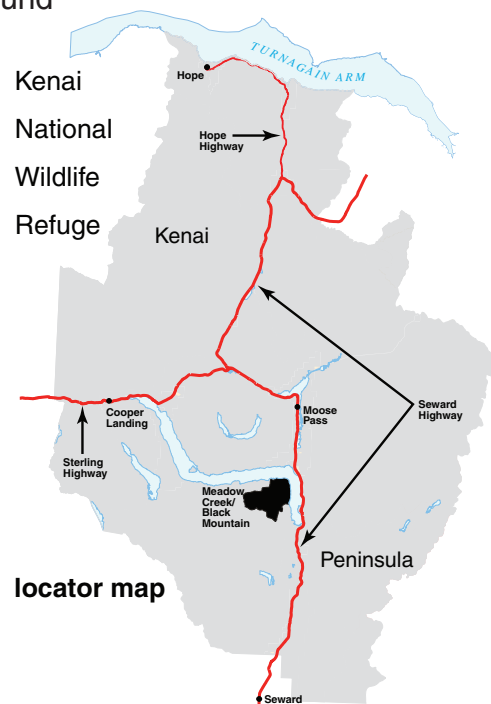 und
TURNAGAIN ARM
Hope
Kenai
National
Wildlife
Refuge
Hope
Highway
Kenai
Cooper
Landing
Moose
Pass
Seward
Highway
Sterling
Highway
Meadow
Creek/
Black
Mountain
Peninsula
locator map
Seward